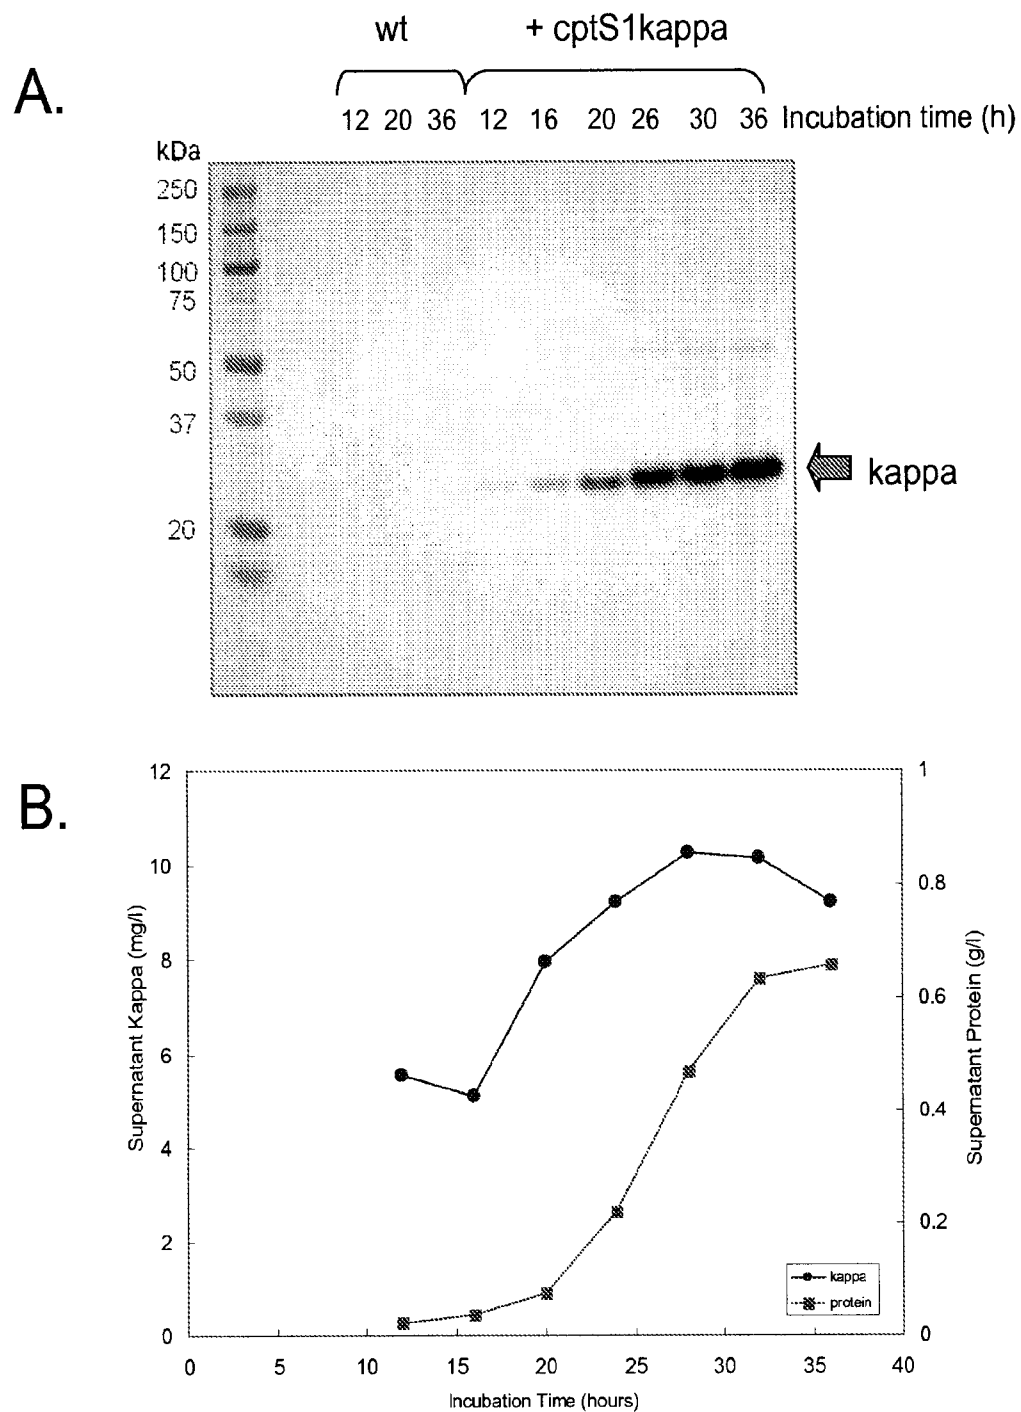 wt + cptS1kappa
A.
12 20 36 12 16 20 26 30 36 Incubation time (h)
kDa
250
150
100
75
50
37
20
kappa
B.
12
10
8
6
4
2
0
Supernatant Kappa (mg/l)
1
0.8
0.6
0.4
0.2
0
Supernatant Protein (g/l)
kappa
protein
0 5 10 15 20 25 30 35 40
Incubation Time (hours)